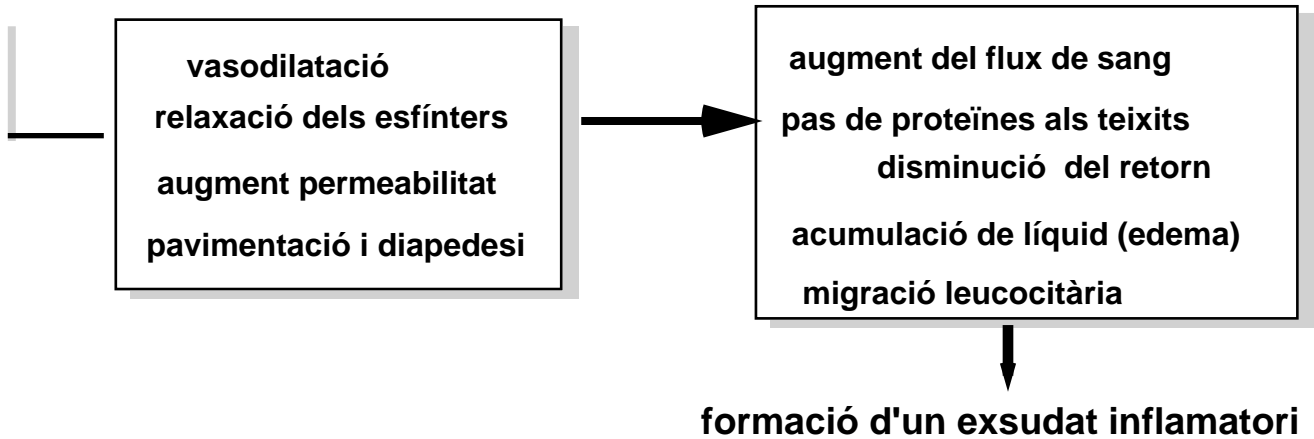 vasodilatació
relaxació dels esfínters
augment permeabilitat
pavimentació i diapedesi
augment del flux de sang
pas de proteïnes als teixits
disminució del retorn
acumulació de líquid (edema)
migració leucocitària
formació d'un exsudat inflamatori